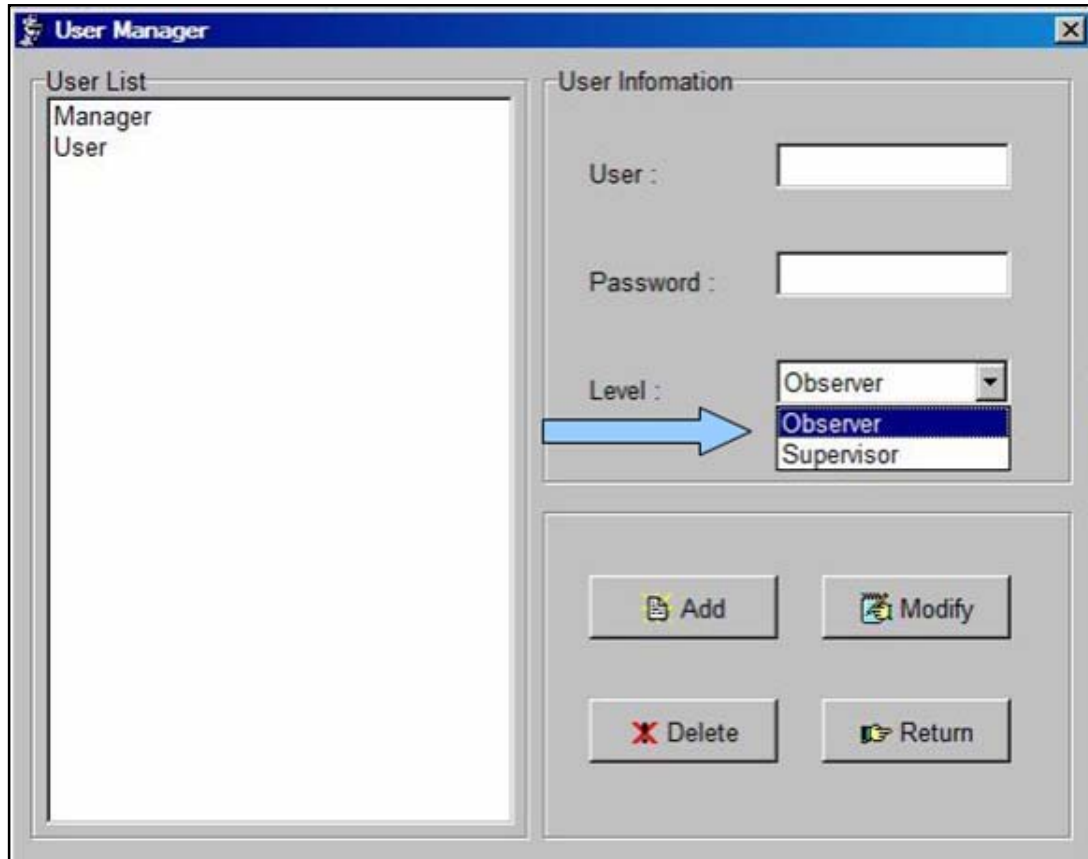 User Manager
User List
Manager
User
User Infomation
User :
Password :
Level :
Observer
Observer
Supervisor
Add
Modify
Delete
Return